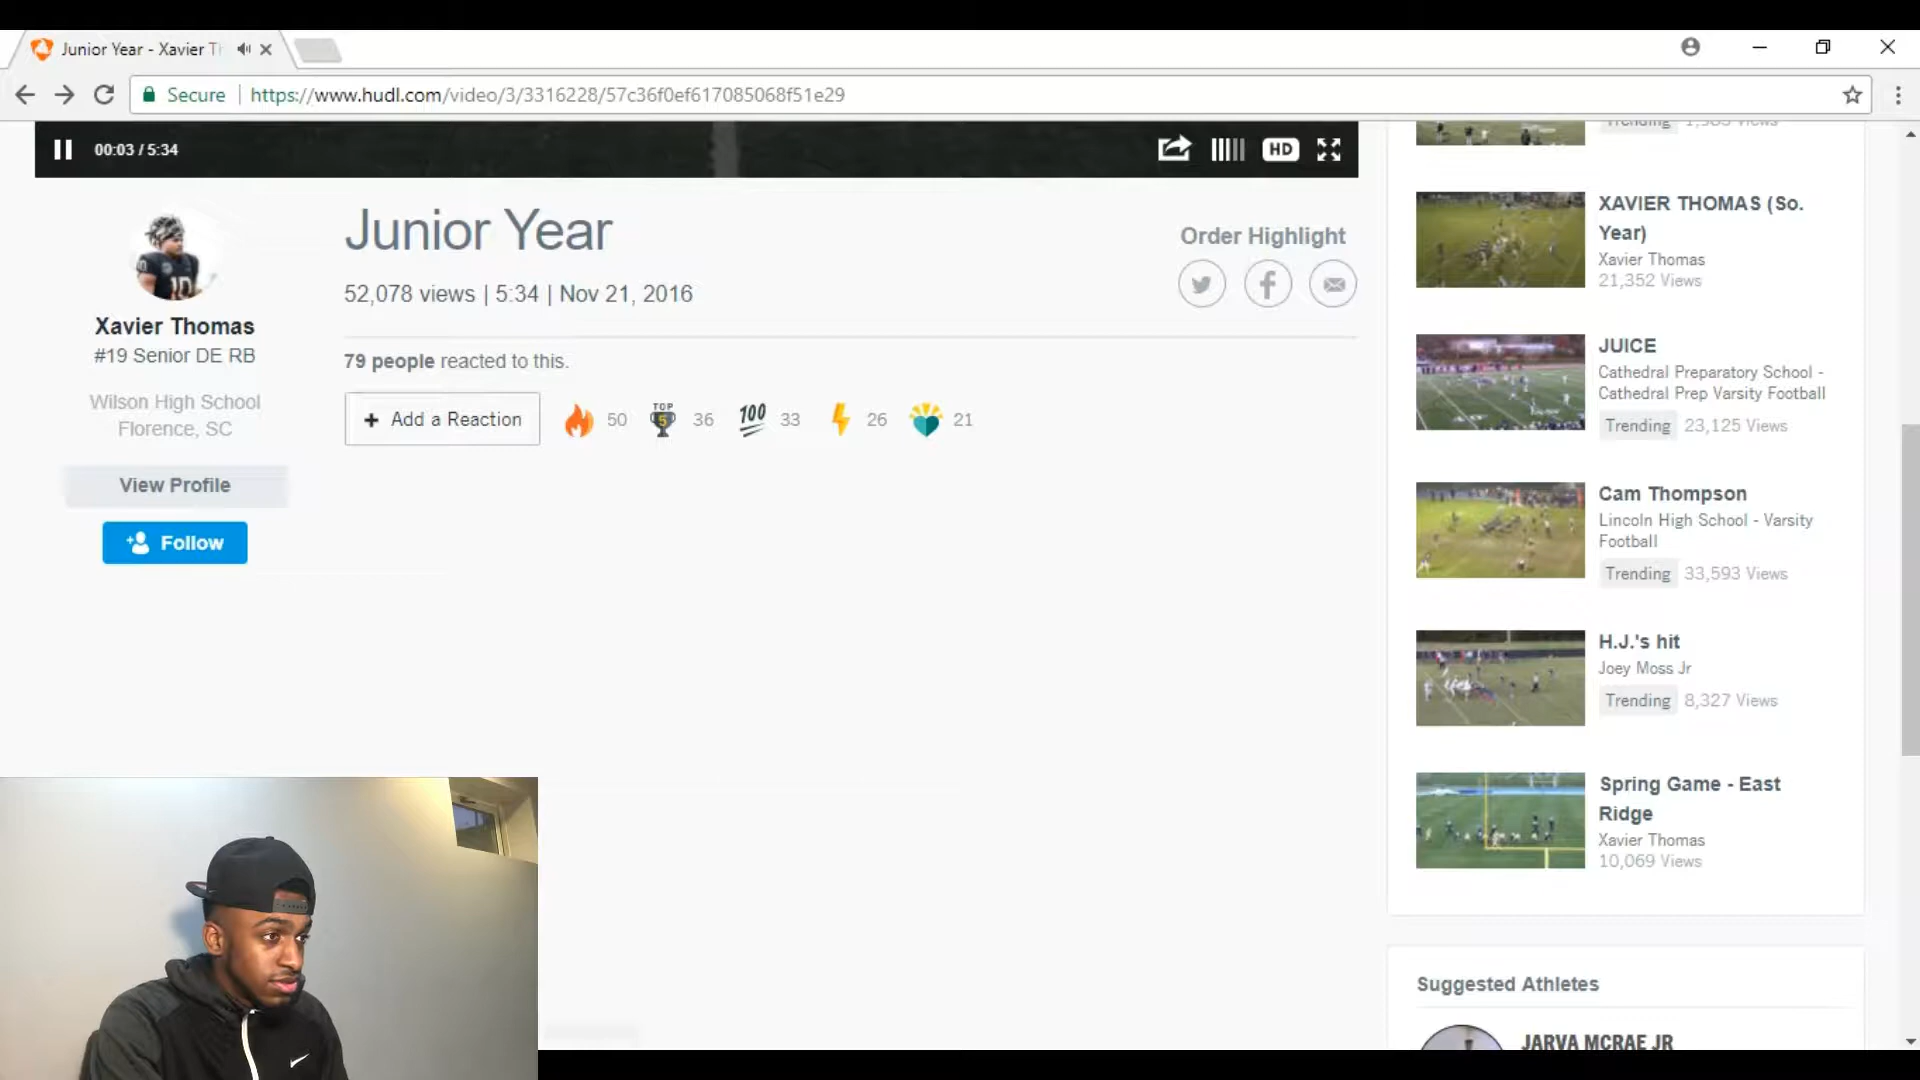 Junior Year - Xavier Th
Secure
https://www.hudl.com/video/3/3316228/57c36f0ef617085068f51e29
00:03 / 5:34
HD
Junior Year
52,078 views | 5:34 | Nov 21, 2016
Order Highlight
Xavier Thomas
#19 Senior DE RB
Wilson High School
Florence, SC
View Profile
Follow
79 people reacted to this.
+ Add a Reaction
50
TOP
5
36
100
33
26
21
Trending
XAVIER THOMAS (So.
Year)
Xavier Thomas
21,352 Views
JUICE
Cathedral Preparatory School -
Cathedral Prep Varsity Football
Trending 23,125 Views
Cam Thompson
Lincoln High School - Varsity
Football
Trending 33,593 Views
H.J.'s hit
Joey Moss Jr
Trending 8,327 Views
Spring Game - East
Ridge
Xavier Thomas
10,069 Views
Suggested Athletes
JARVA MCRAE JR